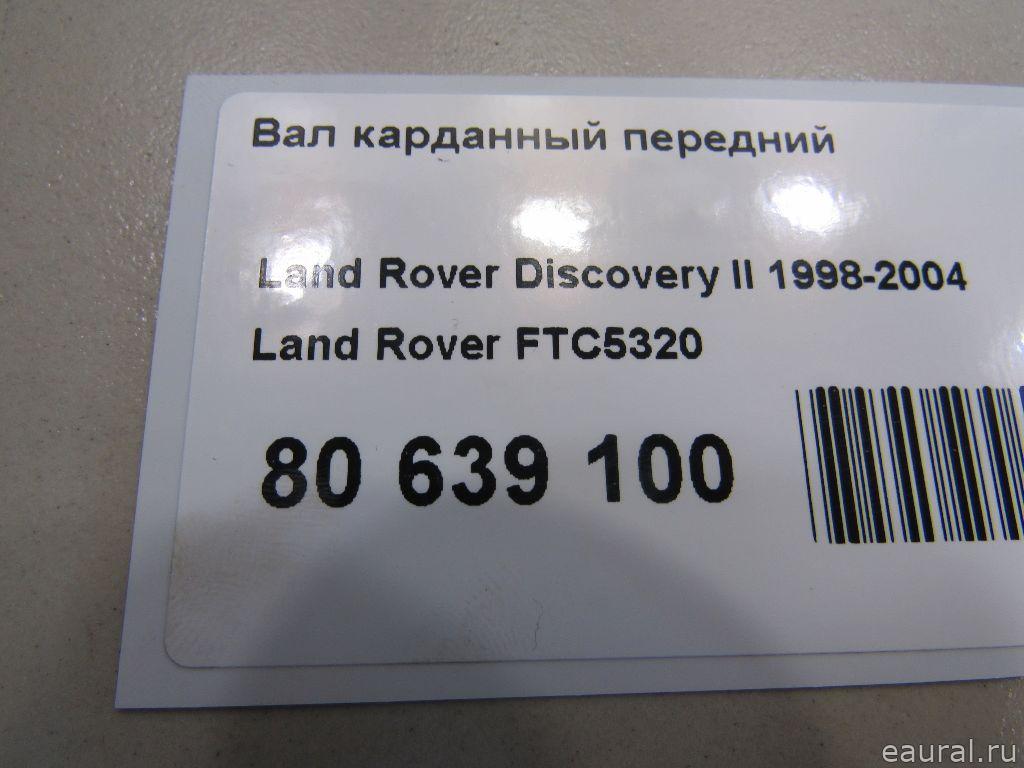 Вал карданный передний
Land Rover Discovery II 1998-2004
Land Rover FTC5320
80 639 100
eaural.ru